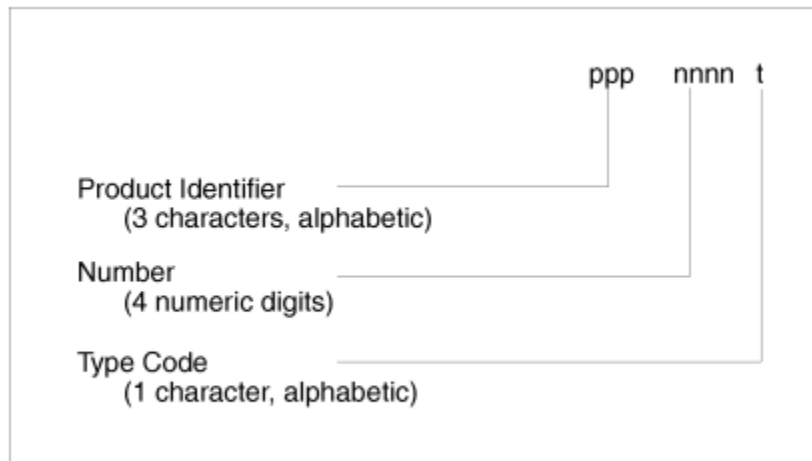 ppp nnnn t
Product Identifier
(3 characters, alphabetic)
Number
(4 numeric digits)
Type Code
(1 character, alphabetic)